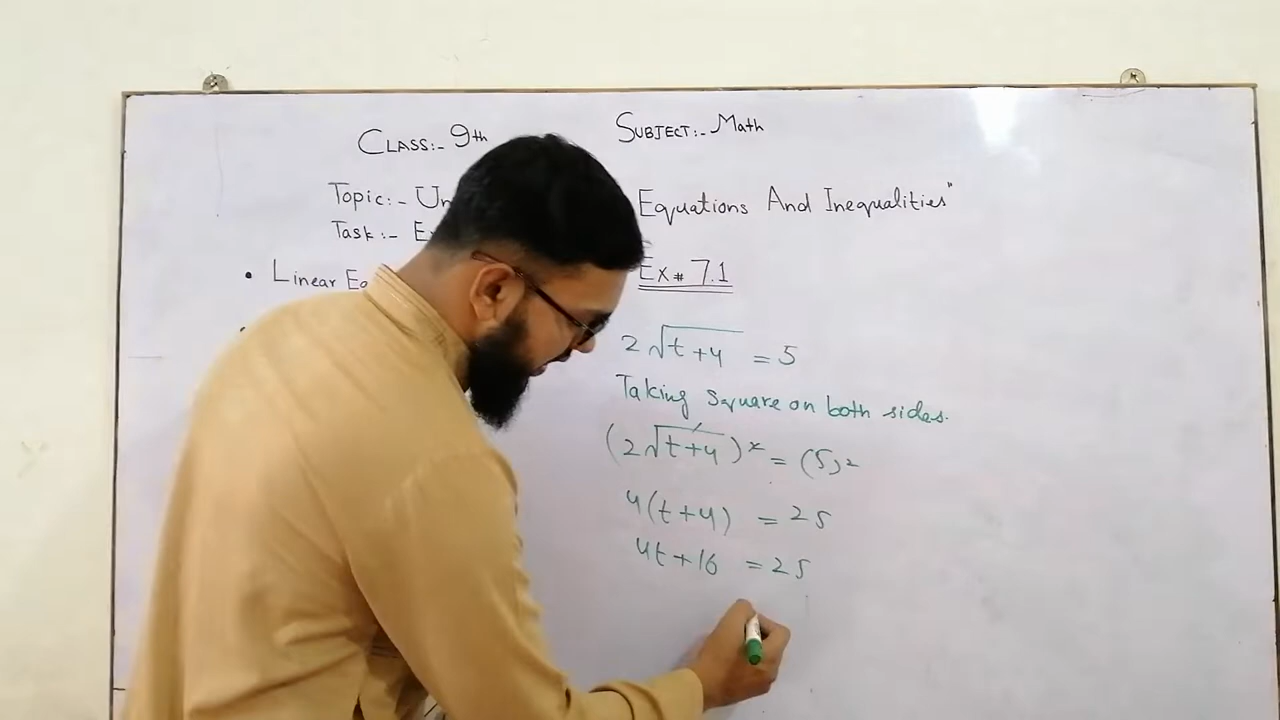 CLASS:- 9th SUBJECT:- Math
Topic:- Un Equations And Inequalities"
Task:- E
• Linear Eq Ex# 7.1
2√t+4 = 5
Taking Square on both sides.
(2√t+4)² = (5)²
4(t+4) = 25
4t+16 = 25